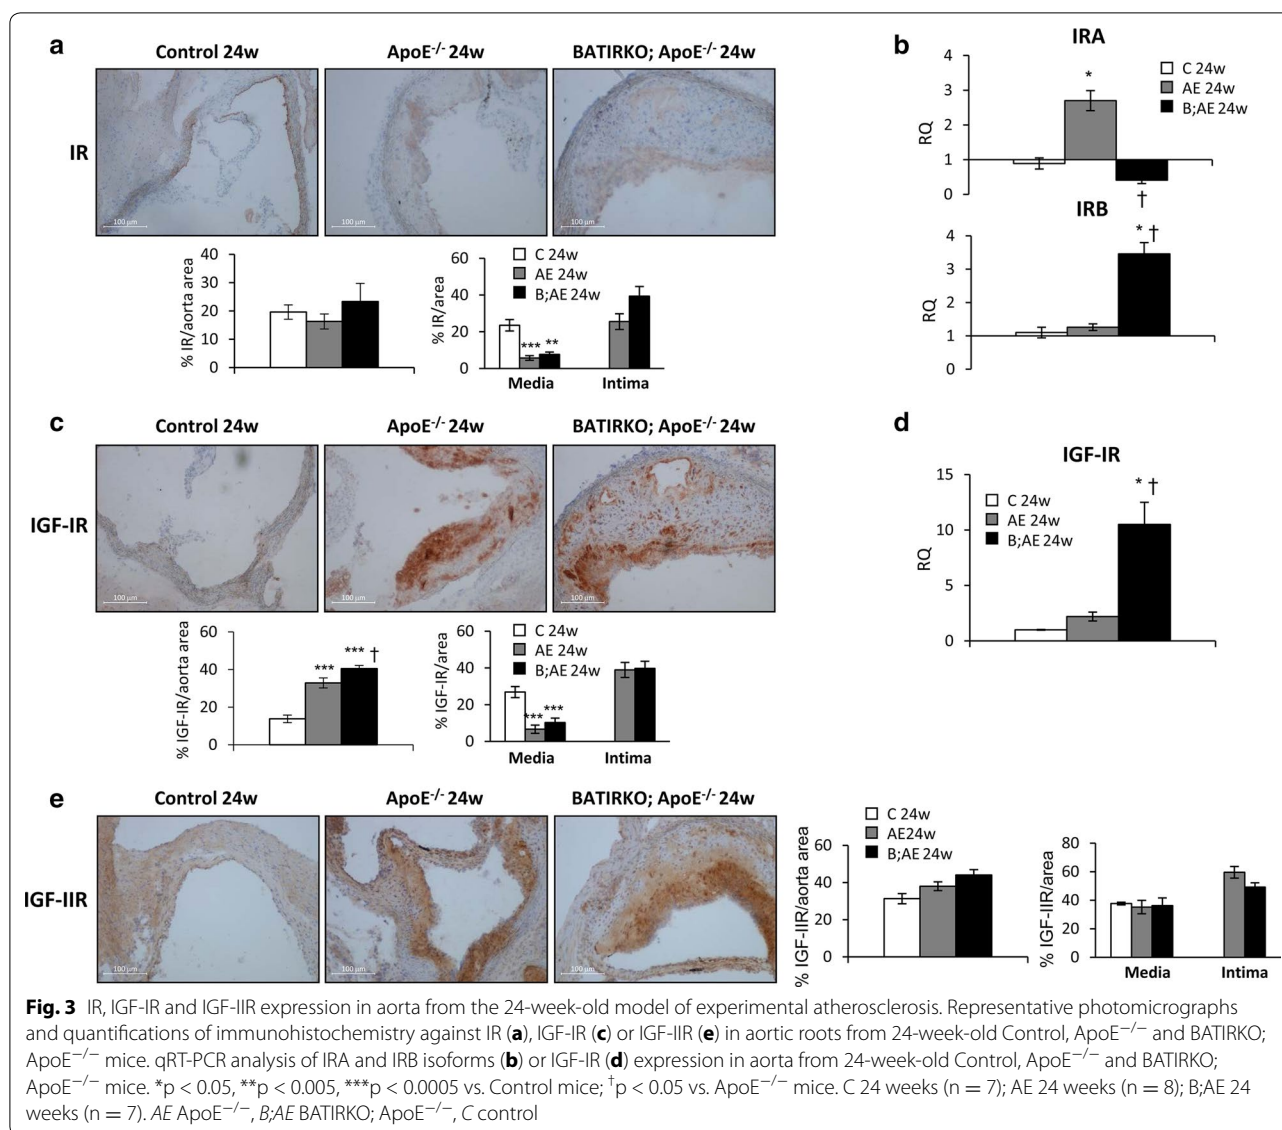 a
Control 24w
ApoE-/- 24w
BATIRKO; ApoE-/- 24w
IR
100 µm
100 µm
100 µm
% IR/aorta area
40
30
20
10
0
% IR/area
60
40
20
0
C 24w
AE 24w
B;AE 24w
*** **
Media Intima
b
IRA
RQ
4
3
2
1
0
*
†
C 24w
AE 24w
B;AE 24w
IRB
RQ
4
3
2
1
0
* †
c
Control 24w
ApoE-/- 24w
BATIRKO; ApoE-/- 24w
IGF-IR
100 µm
100 µm
100 µm
% IGF-IR/aorta area
60
40
20
0
***
*** †
% IGF-IR/area
60
40
20
0
C 24w
AE 24w
B;AE 24w
*** ***
Media Intima
d
IGF-IR
RQ
15
10
5
0
C 24w
AE 24w
B;AE 24w
* †
e
Control 24w
ApoE-/- 24w
BATIRKO; ApoE-/- 24w
IGF-IIR
100 µm
100 µm
100 µm
% IGF-IIR/aorta area
60
40
20
0
C 24w
AE24w
B;AE 24w
% IGF-IIR/area
80
60
40
20
0
Media Intima
Fig. 3 IR, IGF-IR and IGF-IIR expression in aorta from the 24-week-old model of experimental atherosclerosis. Representative photomicrographs
and quantifications of immunohistochemistry against IR (a), IGF-IR (c) or IGF-IIR (e) in aortic roots from 24-week-old Control, ApoE−/− and BATIRKO;
ApoE−/− mice. qRT-PCR analysis of IRA and IRB isoforms (b) or IGF-IR (d) expression in aorta from 24-week-old Control, ApoE−/− and BATIRKO;
ApoE−/− mice. *p < 0.05, **p < 0.005, ***p < 0.0005 vs. Control mice; †p < 0.05 vs. ApoE−/− mice. C 24 weeks (n = 7); AE 24 weeks (n = 8); B;AE 24
weeks (n = 7). AE ApoE−/−, B;AE BATIRKO; ApoE−/−, C control